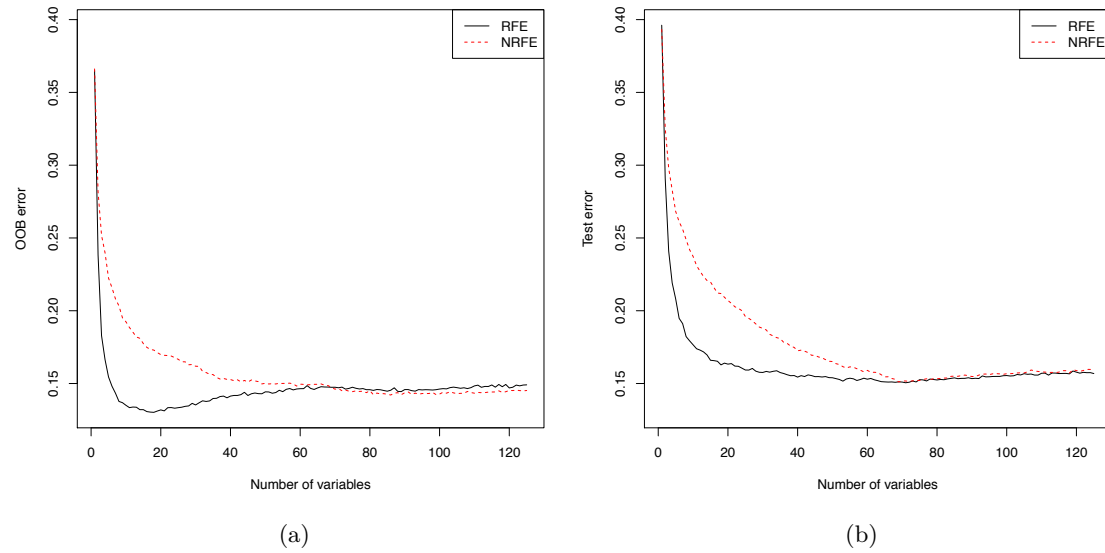 RFE
NRFE
0.40
0.35
0.30
0.25
0.20
0.15
OOB error
0 20 40 60 80 100 120
Number of variables
(a)
RFE
NRFE
0.40
0.35
0.30
0.25
0.20
0.15
Test error
0 20 40 60 80 100 120
Number of variables
(b)